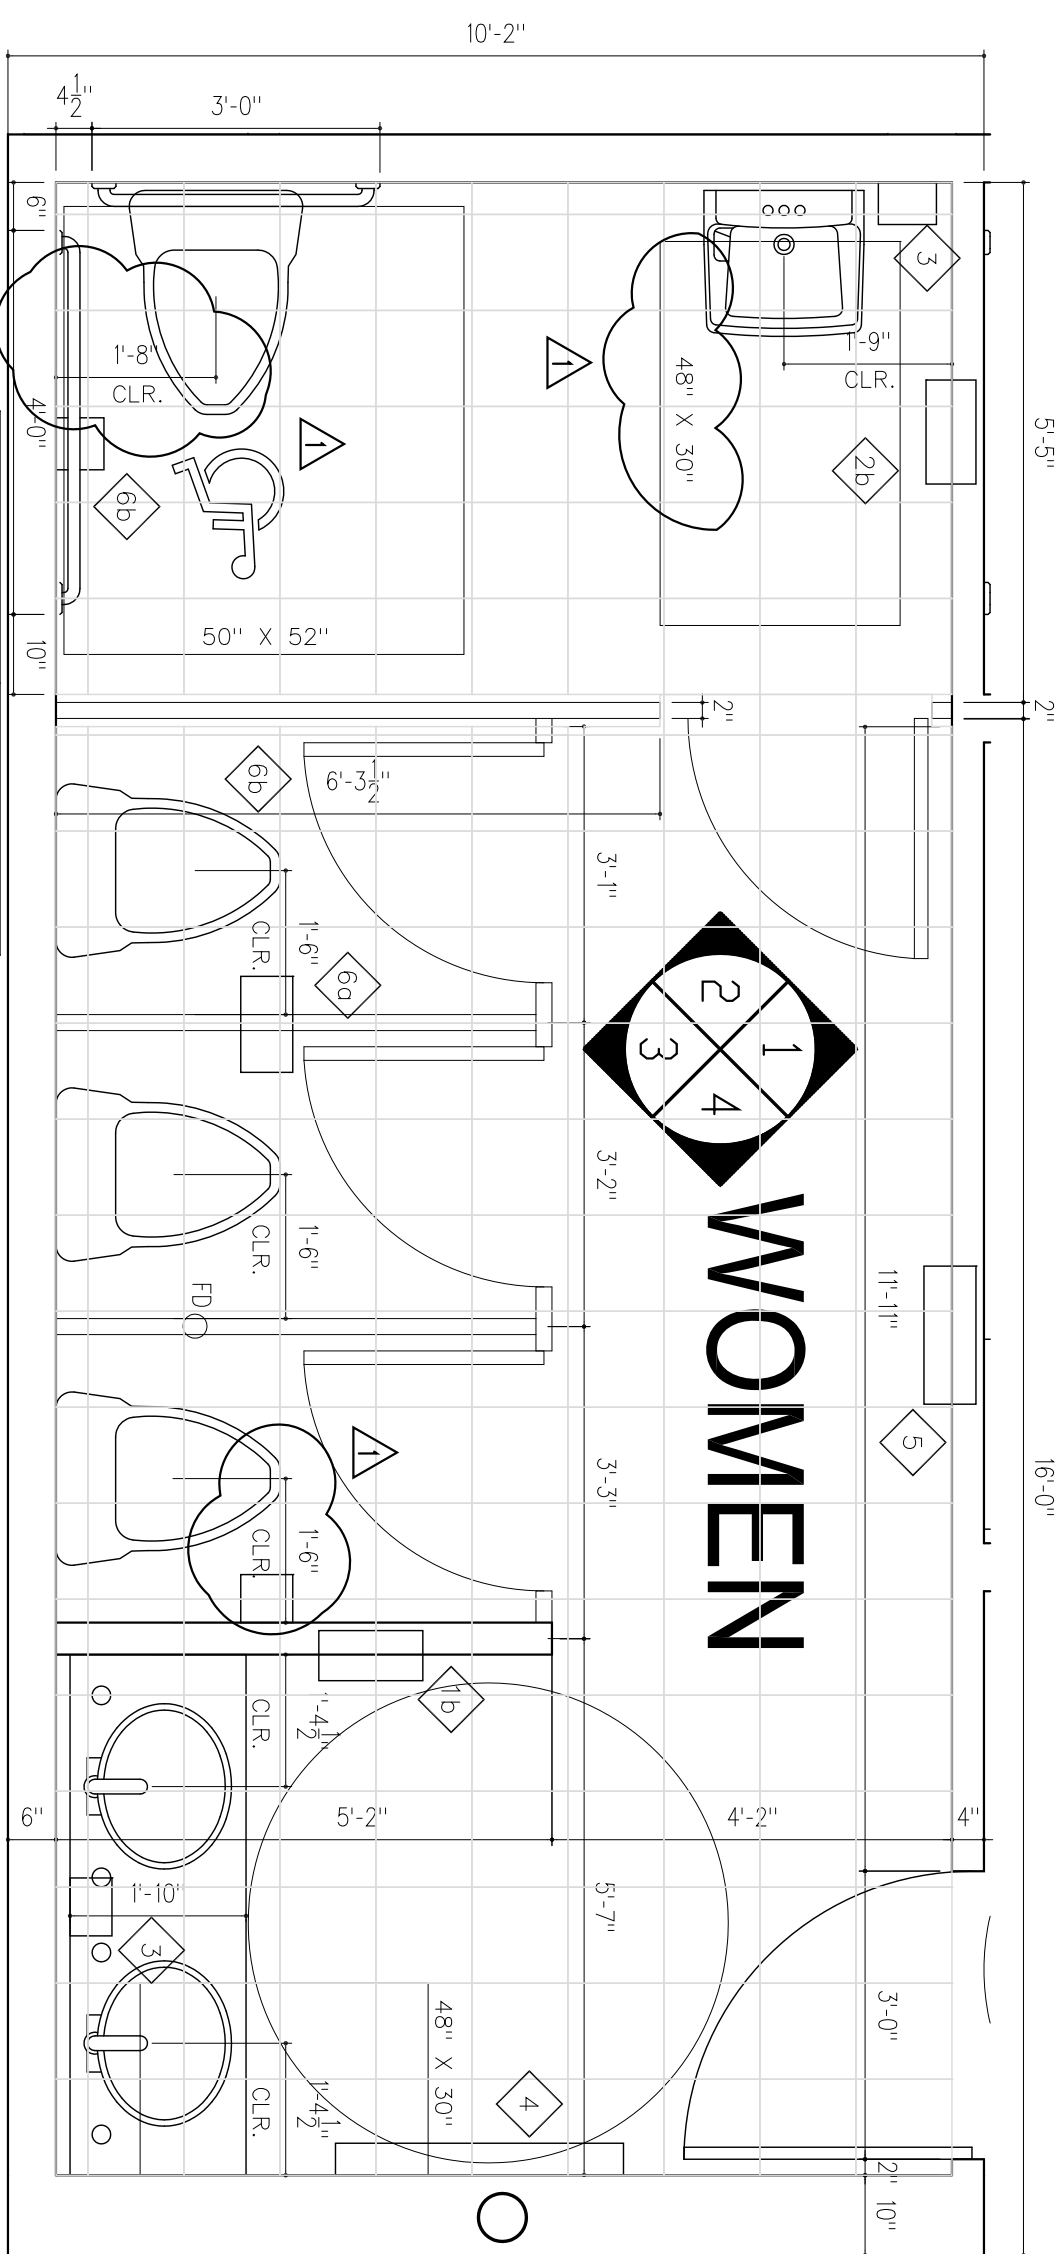 10'-2"
4 1/2"
3'-0"
6"
3
1'-8"
CLR.
1'-9"
CLR.
1
48" X 30"
4'-0"
1
5'-5"
2b
6b
50" X 52"
10"
2"
2"
6b
6'-3 1/2"
3'-1"
1'-6"
CLR.
6a
2
1
3
4
3'-2"
1'-6"
CLR.
WOMEN
11'-11"
FD
5
1
3'-3"
16'-0"
1'-6"
CLR.
1b
CLR.
1'-4 1/2"
6"
5'-2"
4'-2"
4"
1'-10"
5'-7"
3
3'-0"
48" X 30"
4
1'-4 1/2"
CLR.
2"
10"